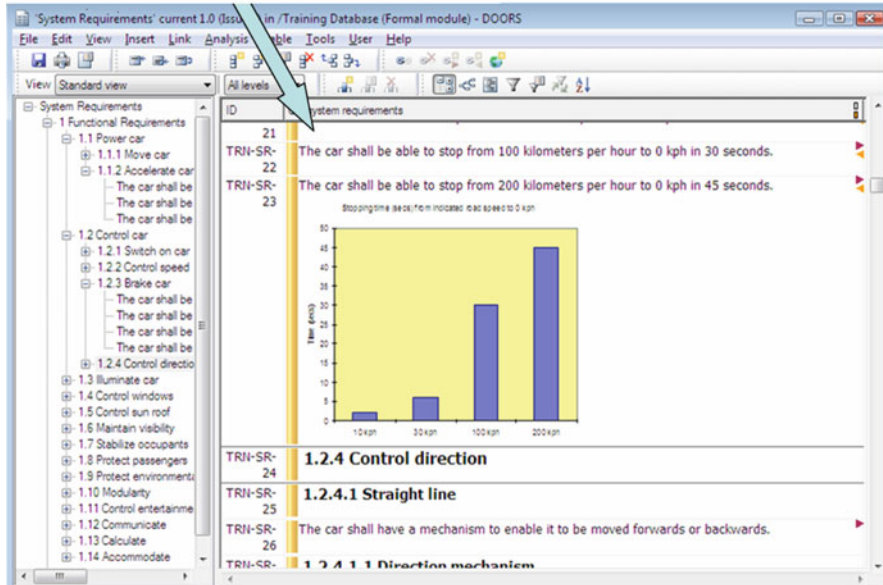 'System Requirements' current 1.0 (Issu in /Training Database (Formal module) - DOORS
File Edit View Insert Link Analysis ble Tools User Help
View Standard view All levels
System Requirements
1 Functional Requirements
1.1 Power car
1.1.1 Move car
1.1.2 Accelerate car
The car shall be
The car shall be
The car shall be
1.2 Control car
1.2.1 Switch on car
1.2.2 Control speed
1.2.3 Brake car
The car shall be
The car shall be
The car shall be
The car shall be
1.2.4 Control directio
1.3 Illuminate car
1.4 Control windows
1.5 Control sun roof
1.6 Maintain visibility
1.7 Stabilize occupants
1.8 Protect passengers
1.9 Protect environmenta
1.10 Modularity
1.11 Control entertainme
1.12 Communicate
1.13 Calculate
1.14 Accommodate
ID System requirements
21
TRN-SR-22 The car shall be able to stop from 100 kilometers per hour to 0 kph in 30 seconds.
TRN-SR-23 The car shall be able to stop from 200 kilometers per hour to 0 kph in 45 seconds.
Stopping time (secs) from indicated road speed to 0 kph
Time (secs)
50
45
40
35
30
25
20
15
10
5
0
10 kph 30 kph 100 kph 200 kph
TRN-SR-24 1.2.4 Control direction
TRN-SR-25 1.2.4.1 Straight line
TRN-SR-26 The car shall have a mechanism to enable it to be moved forwards or backwards.
TRN-SR- 1.2.4.1.1 Direction mechanism